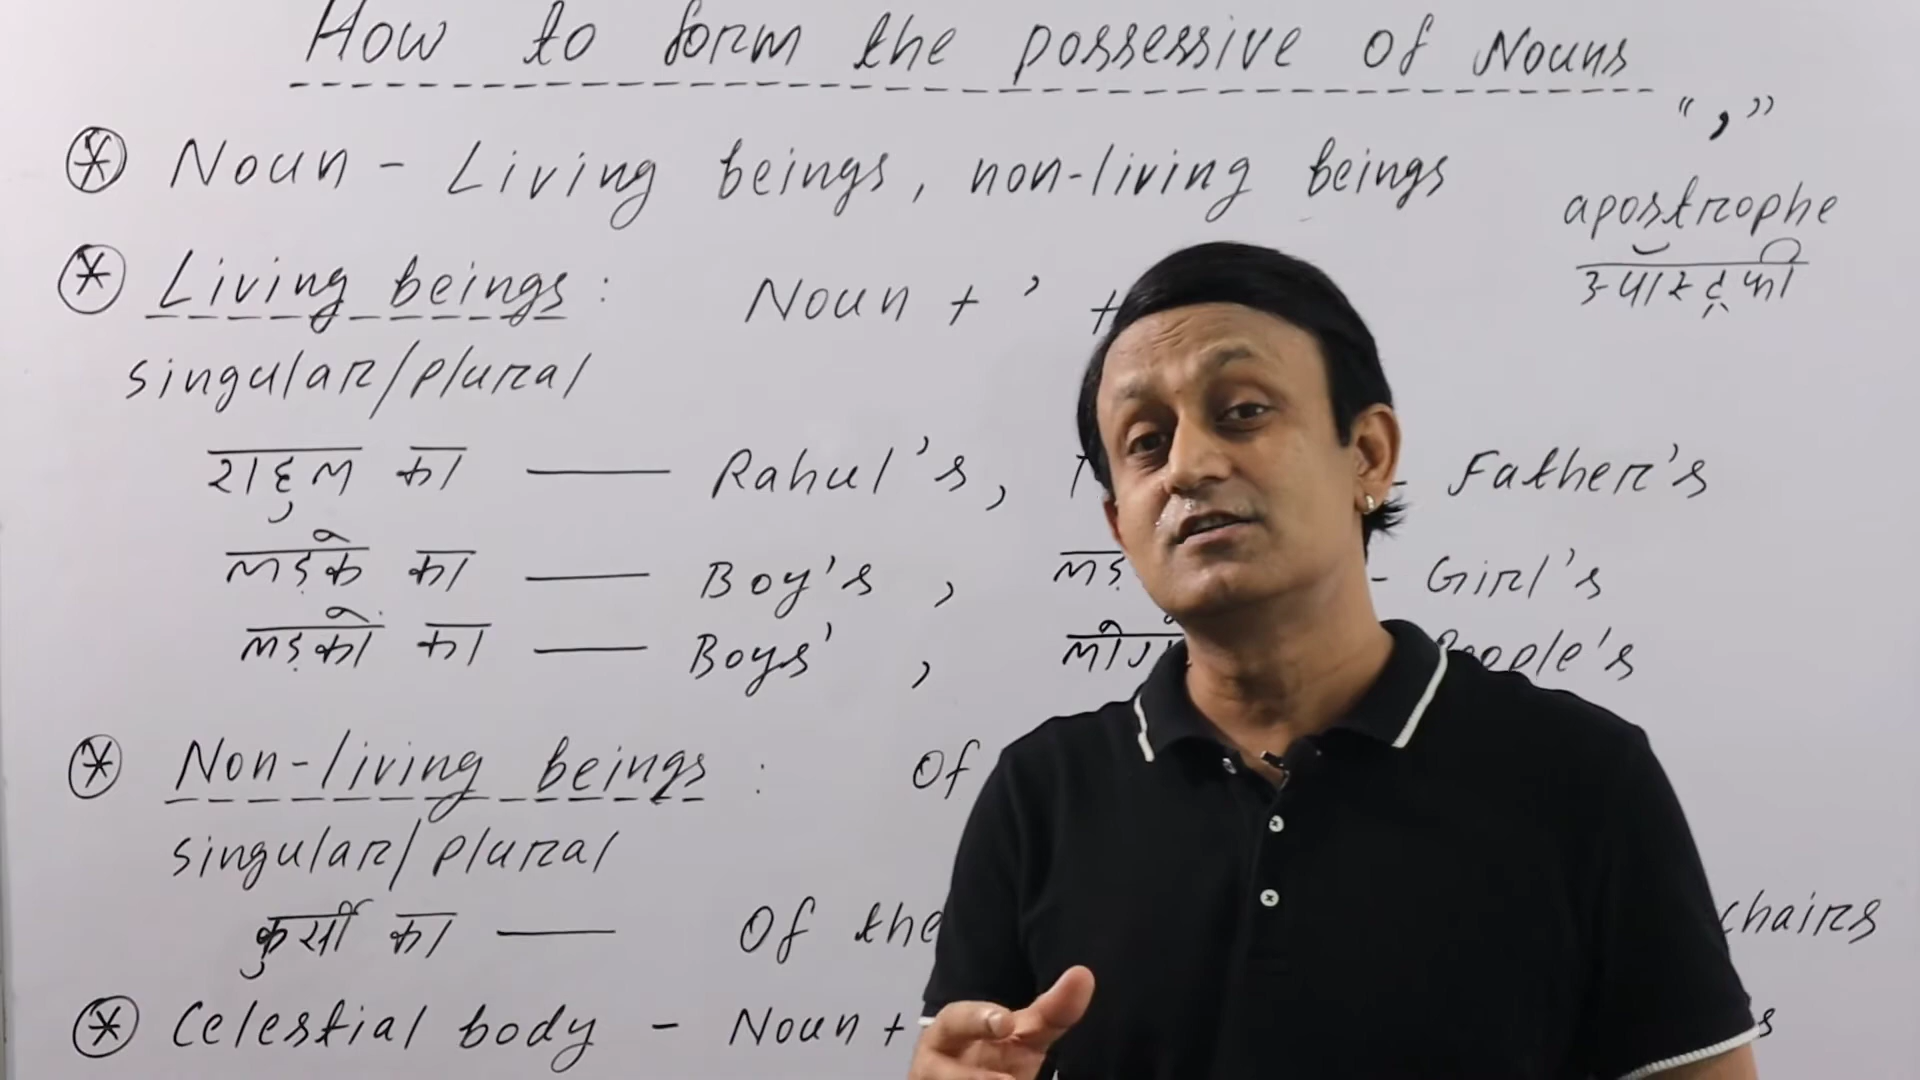 How to form the possessive of Nouns
“ , ”
* Noun - Living beings, non-living beings
apostrophe
* Living beings : Noun + ’ +
singular/plural
राहुल का — Rahul's, - Father's
लड़के का — Boy's , - Girl's
लड़को का — Boys' , People's
* Non-living beings : Of
singular/plural
कुर्सी का — Of the chairs
* Celestial body - Noun +